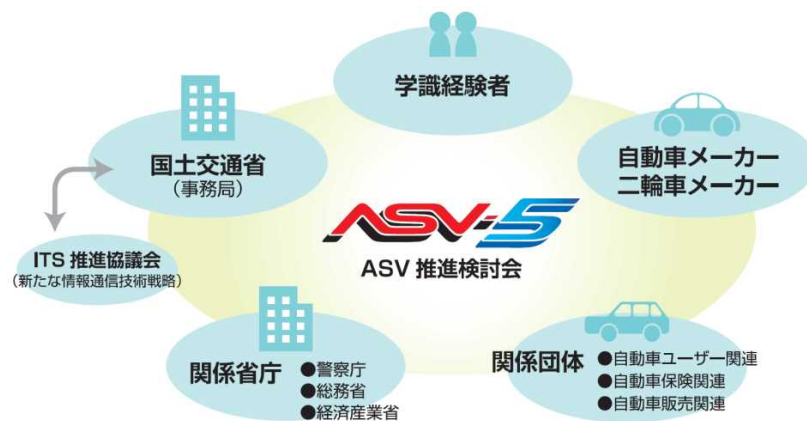 学識経験者
国土交通省
（事務局）
自動車メーカー
二輪車メーカー
ASV-5
ASV 推進検討会
ITS 推進協議会
（新たな情報通信技術戦略）
関係省庁
●警察庁
●総務省
●経済産業省
関係団体
●自動車ユーザー関連
●自動車保険関連
●自動車販売関連